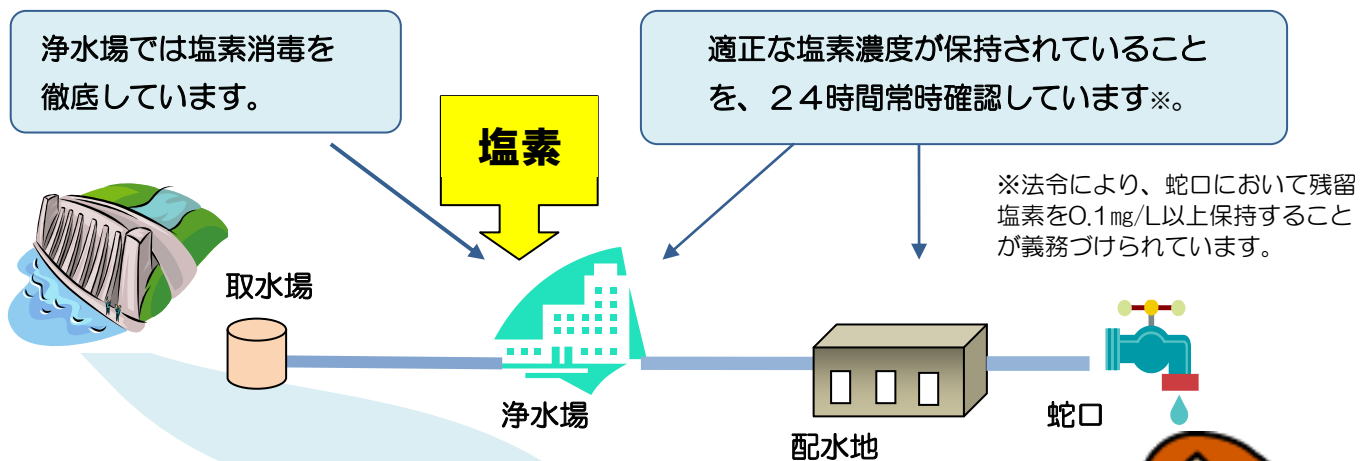 浄水場では塩素消毒を
徹底しています。
適正な塩素濃度が保持されていること
を、２４時間常時確認しています※。
塩素
※法令により、蛇口において残留
塩素を0.1㎎/L以上保持すること
が義務づけられています。
取水場
浄水場
配水地
蛇口